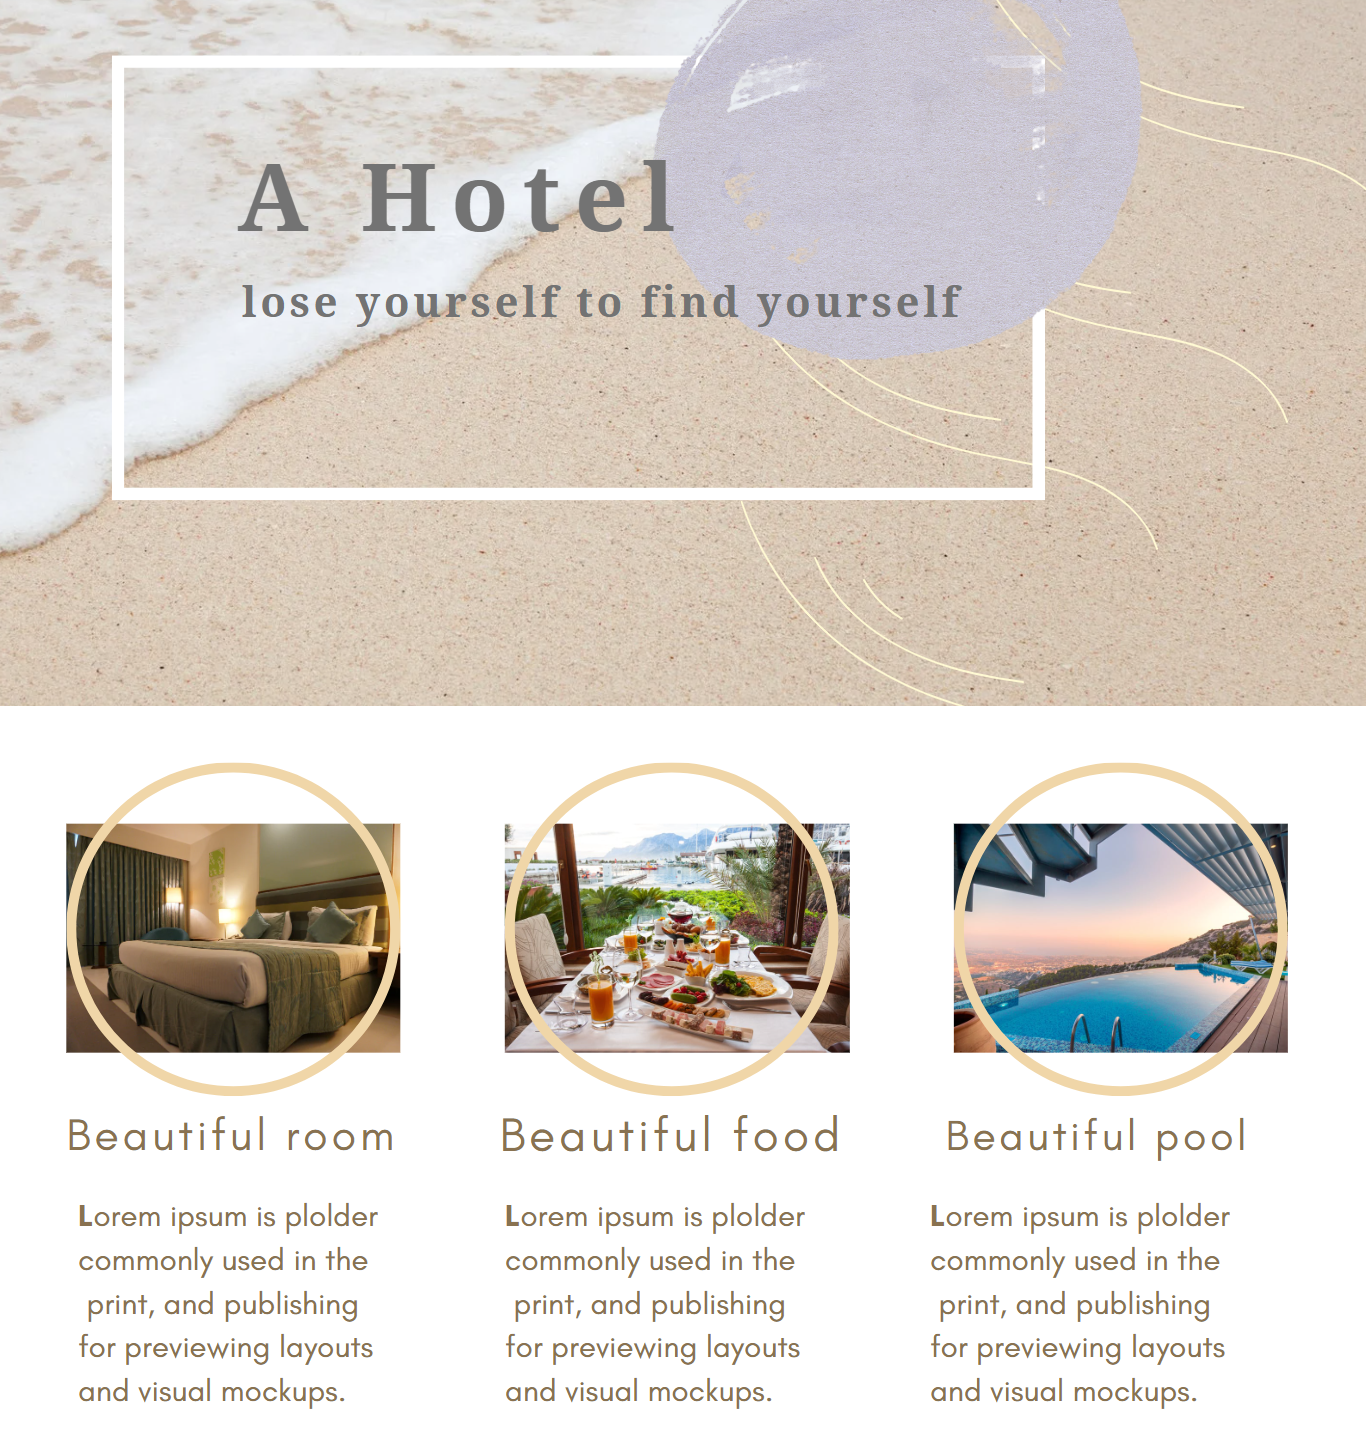 A Hotel
lose yourself to find yourself
Beautiful room
Beautiful food
Beautiful pool
Lorem ipsum is plolder
commonly used in the
print, and publishing
for previewing layouts
and visual mockups.
Lorem ipsum is plolder
commonly used in the
print, and publishing
for previewing layouts
and visual mockups.
Lorem ipsum is plolder
commonly used in the
print, and publishing
for previewing layouts
and visual mockups.